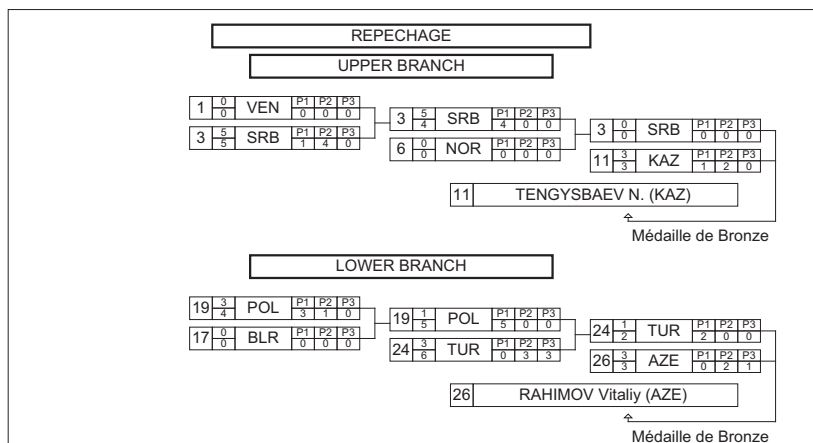 REPECHAGE
UPPER BRANCH
1 0 0 VEN P1 P2 P3 0 0 0
3 5 5 SRB P1 P2 P3 1 4 0
3 5 4 SRB P1 P2 P3 4 0 0
6 0 0 NOR P1 P2 P3 0 0 0
3 0 0 SRB P1 P2 P3 0 0 0
11 3 3 KAZ P1 P2 P3 1 2 0
11 TENGYSBAEV N. (KAZ)
Médaille de Bronze
LOWER BRANCH
19 3 4 POL P1 P2 P3 3 1 0
17 0 0 BLR P1 P2 P3 0 0 0
19 1 5 POL P1 P2 P3 5 0 0
24 3 6 TUR P1 P2 P3 0 3 3
24 1 2 TUR P1 P2 P3 2 0 0
26 3 3 AZE P1 P2 P3 0 2 1
26 RAHIMOV Vitaliy (AZE)
Médaille de Bronze